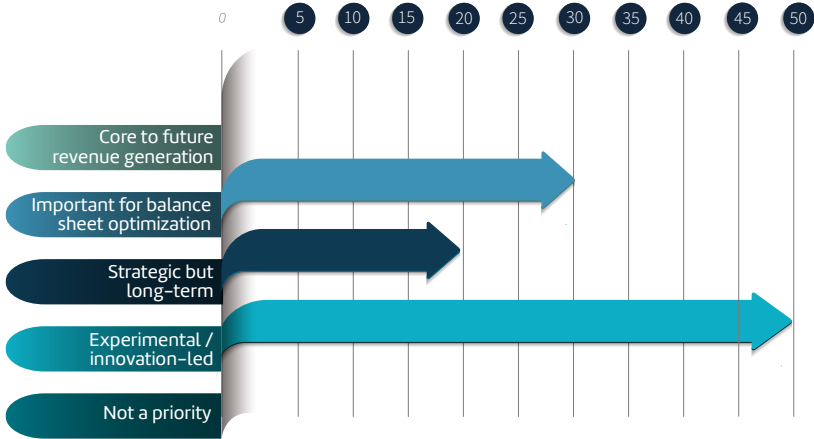 0 5 10 15 20 25 30 35 40 45 50
Core to future
revenue generation
Important for balance
sheet optimization
Strategic but
long-term
Experimental /
innovation-led
Not a priority